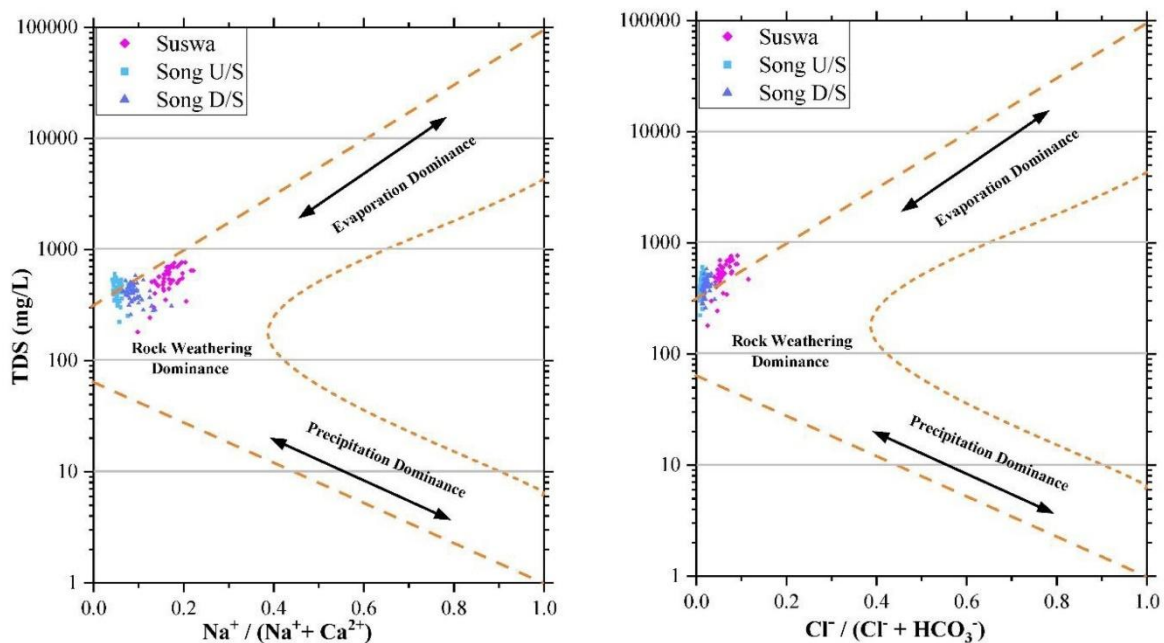 100000
10000
1000
100
10
1
TDS (mg/L)
Suswa
Song U/S
Song D/S
Evaporation Dominance
Rock Weathering
Dominance
Precipitation Dominance
0.0 0.2 0.4 0.6 0.8 1.0
Na⁺ / (Na⁺+ Ca²⁺)
100000
10000
1000
100
10
1
Suswa
Song U/S
Song D/S
Evaporation Dominance
Rock Weathering
Dominance
Precipitation Dominance
0.0 0.2 0.4 0.6 0.8 1.0
Cl⁻ / (Cl⁻ + HCO₃⁻)